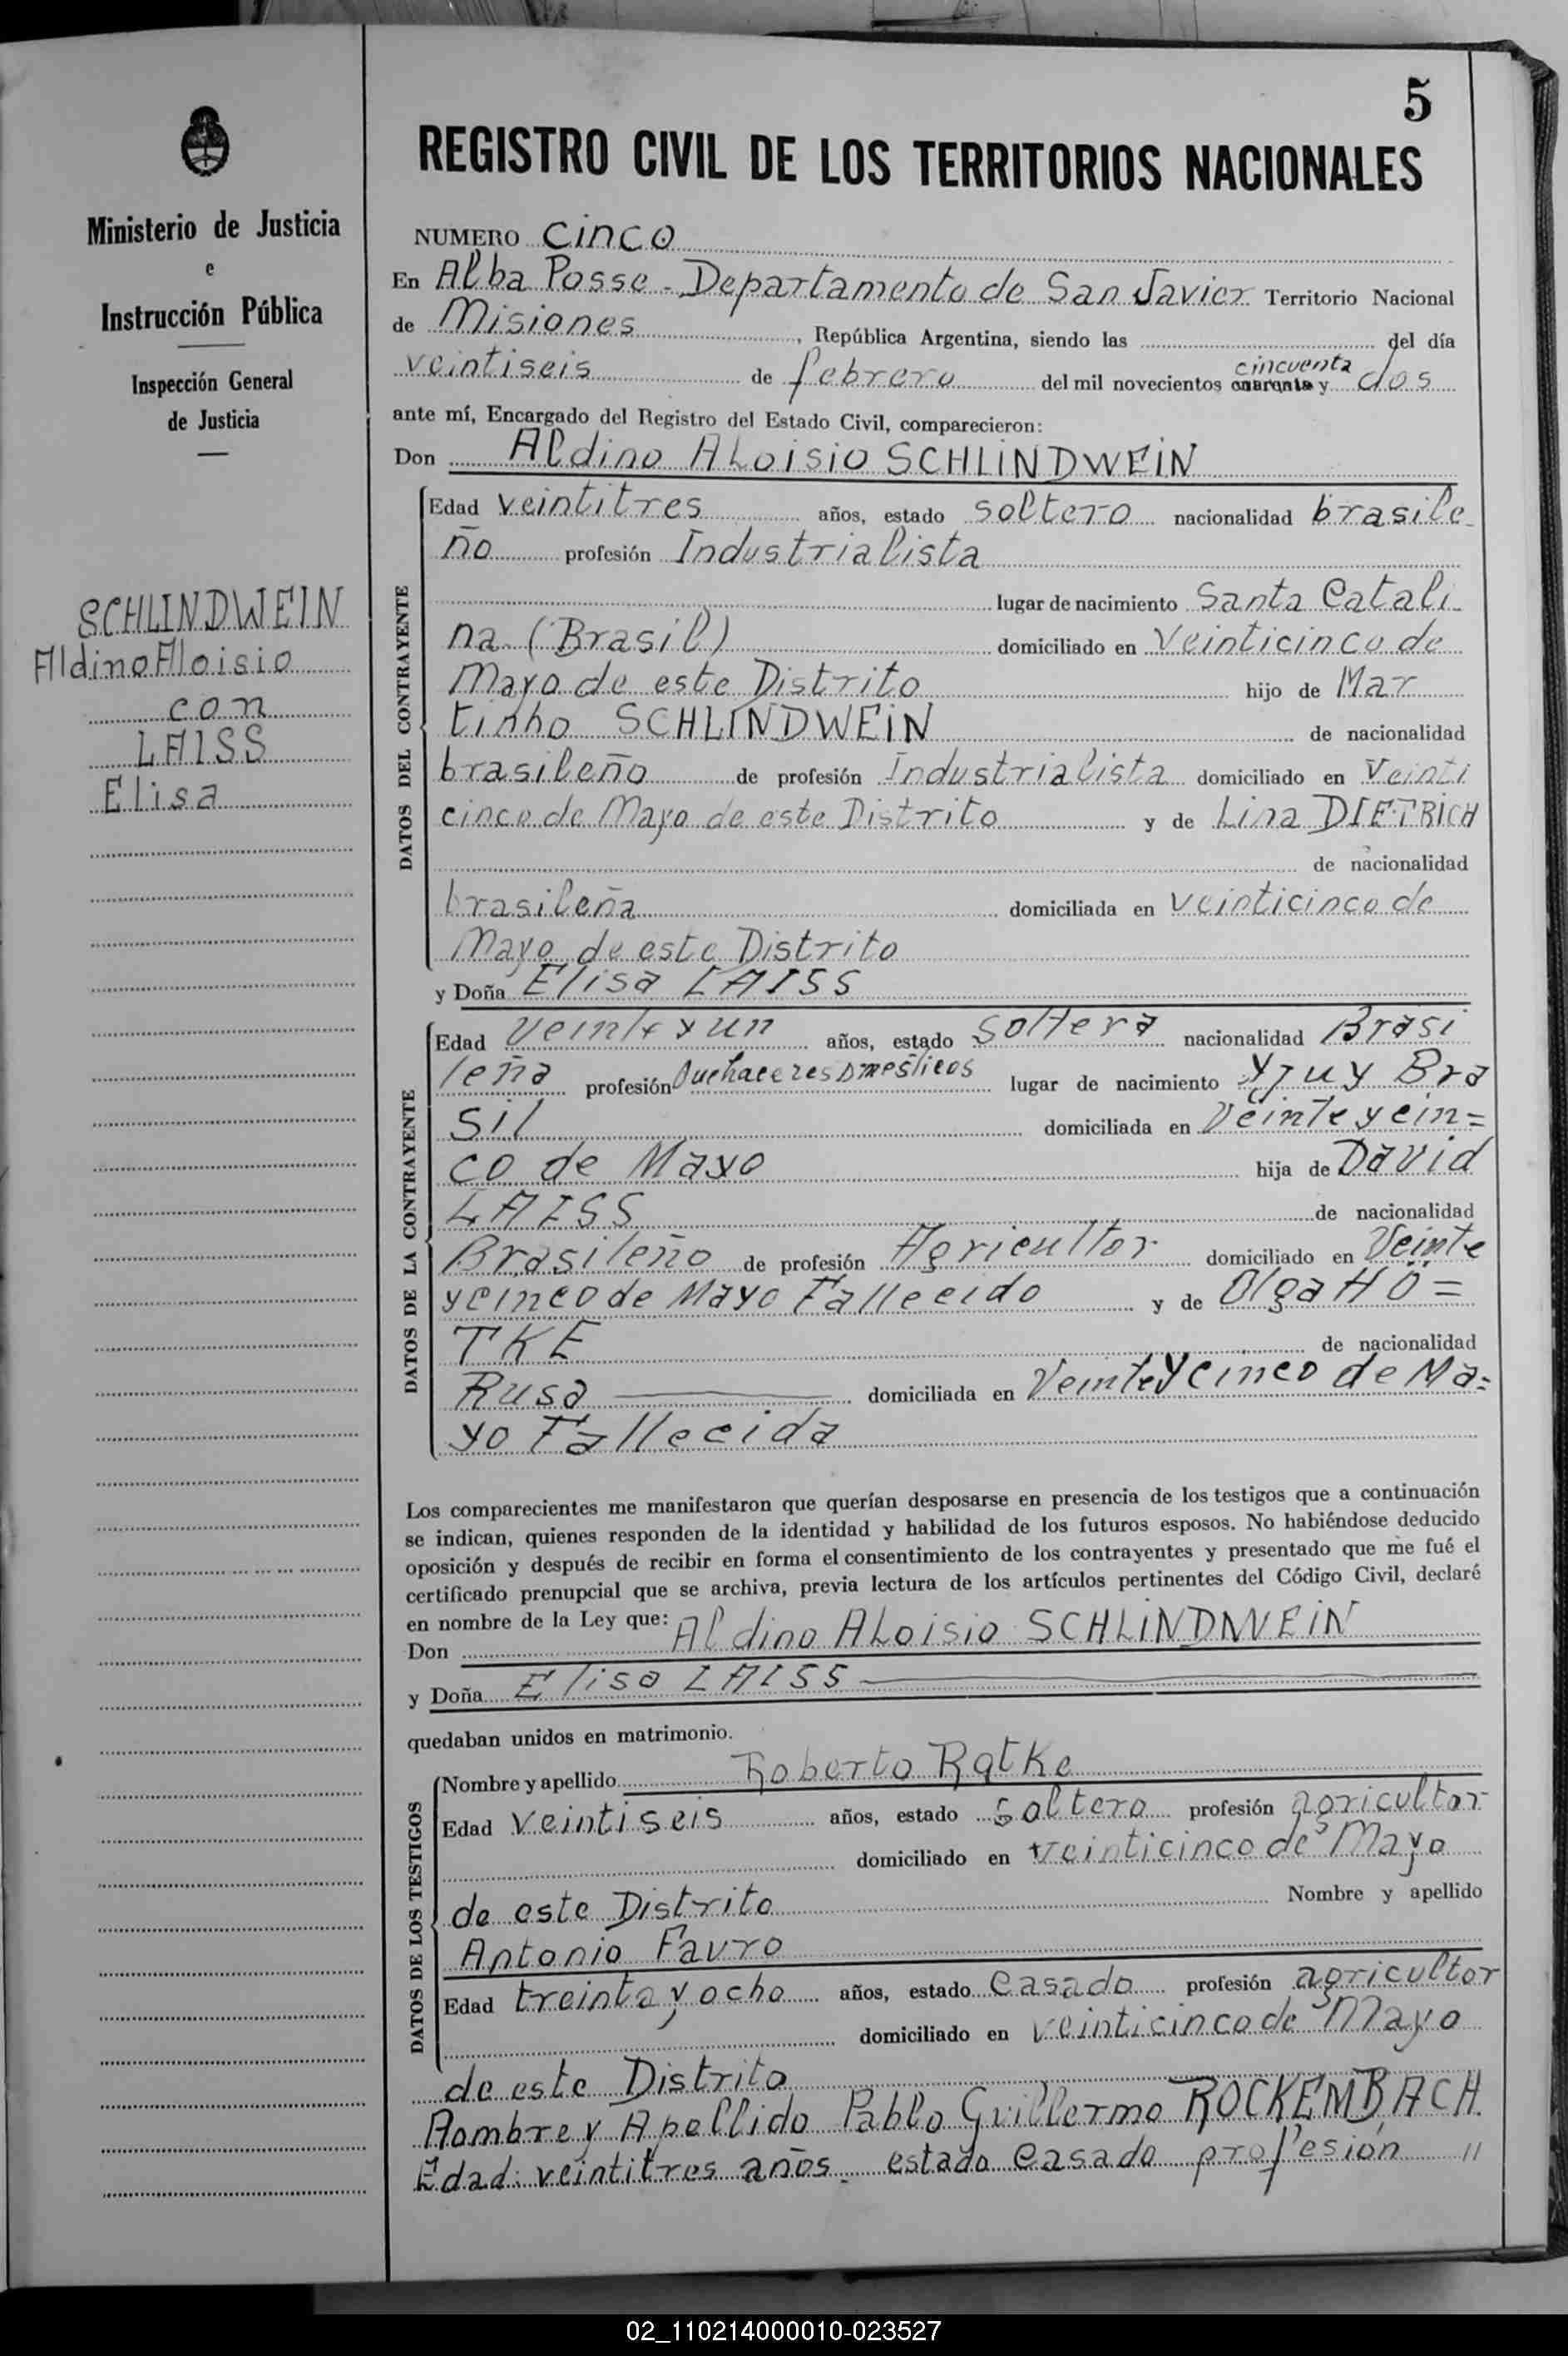 5
REGISTRO CIVIL DE LOS TERRITORIOS NACIONALES
Ministerio de Justicia
e
Instrucción Pública
Inspección General
de Justicia
SCHLINDWEIN
Aldino Aloisio
con
LAISS
Elisa
NUMERO cinco
En Alba Posse - Departamento de San Javier Territorio Nacional
de Misiones, República Argentina, siendo las del día
cincuenta
veintiseis de febrero del mil novecientos cuarenta y dos
ante mí, Encargado del Registro del Estado Civil, comparecieron:
Don Aldino ALoisio SCHLINDWEIN
DATOS DEL CONTRAYENTE
Edad veintitres años, estado soltero nacionalidad brasile-
ño profesión Industrialista
lugar de nacimiento Santa Catali-
na (Brasil) domiciliado en Veinticinco de
Mayo de este Distrito hijo de Mar
tinho SCHLINDWEIN de nacionalidad
brasileño de profesión Industrialista domiciliado en Veinti
cinco de Mayo de este Distrito y de Lina DIETRICH
de nacionalidad
brasileña domiciliada en veinticinco de
Mayo de este Distrito
y Doña Elisa LAISS
DATOS DE LA CONTRAYENTE
Edad Veinte y un años, estado Soltera nacionalidad Brasi
leña profesión Quehaceres Dmesticos lugar de nacimiento Yjuy Bra
sil domiciliada en Veinte y cin=
co de Mayo hija de David
LAISS de nacionalidad
Brasileño de profesión Agricultor domiciliado en Veinte
y cinco de Mayo Fallecido y de Olga HÖ=
TKE de nacionalidad
Rusa domiciliada en Veinte y cinco de Ma=
yo Fallecida
Los comparecientes me manifestaron que querían desposarse en presencia de los testigos que a continuación
se indican, quienes responden de la identidad y habilidad de los futuros esposos. No habiéndose deducido
oposición y después de recibir en forma el consentimiento de los contrayentes y presentado que me fué el
certificado prenupcial que se archiva, previa lectura de los artículos pertinentes del Código Civil, declaré
en nombre de la Ley que:
Don Aldino ALoisio SCHLINDWEIN
y Doña Elisa LAISS
quedaban unidos en matrimonio.
DATOS DE LOS TESTIGOS
Nombre y apellido Roberto Ratke
Edad veintiseis años, estado soltero profesión agricultor
domiciliado en veinticinco de Mayo
de este Distrito Nombre y apellido
Antonio Favro
Edad treinta y ocho años, estado casado profesión agricultor
domiciliado en veinticinco de Mayo
de este Distrito
Nombre y Apellido Pablo Guillermo ROCKEMBACH
Edad: veintitres años. estado casado profesión "
02_110214000010-023527